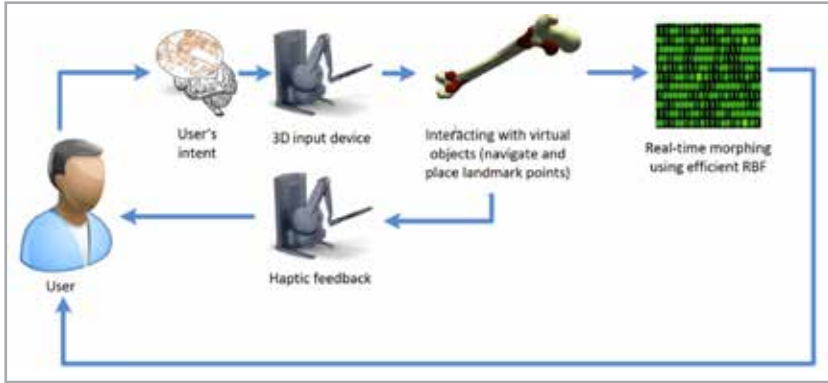 User's
intent
3D input device
Interacting with virtual
objects (navigate and
place landmark points)
Real-time morphing
using efficient RBF
Haptic feedback
User